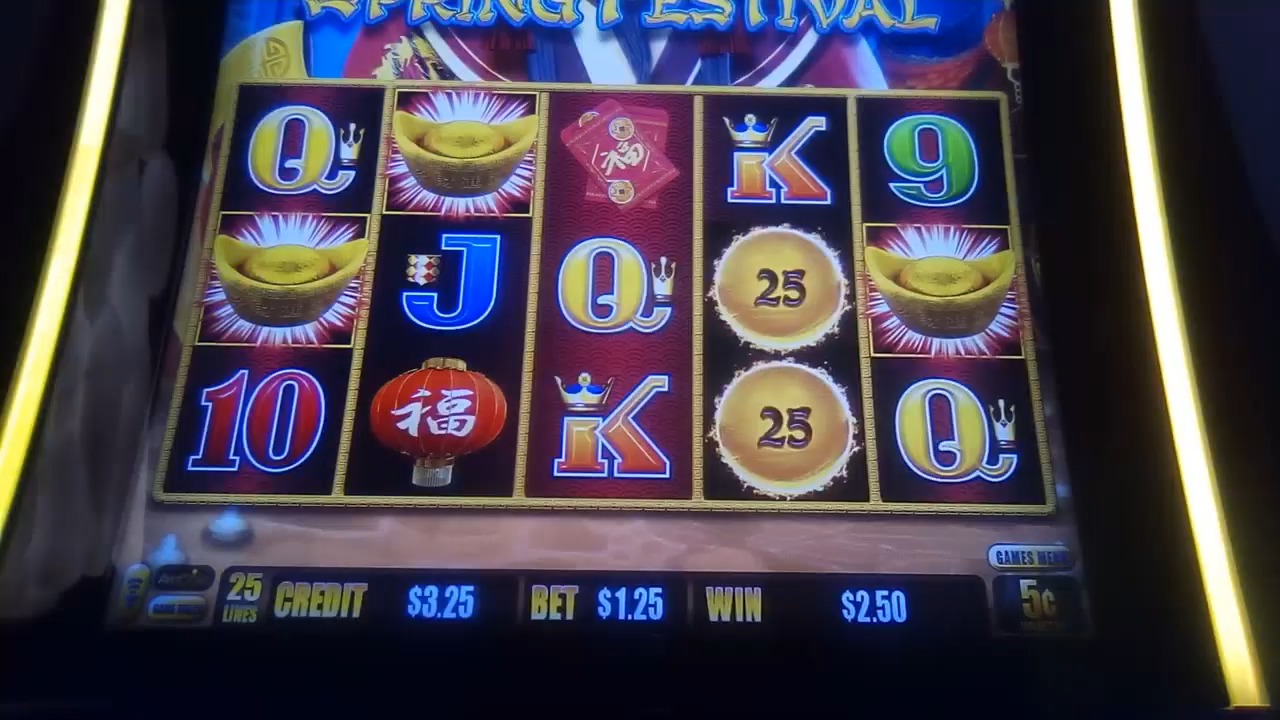 SPRING FESTIVAL
Q 福 K 9
J Q 25
10 福 K 25 Q
GAMES MENU
25 LINES CREDIT $3.25 BET $1.25 WIN $2.50 5c